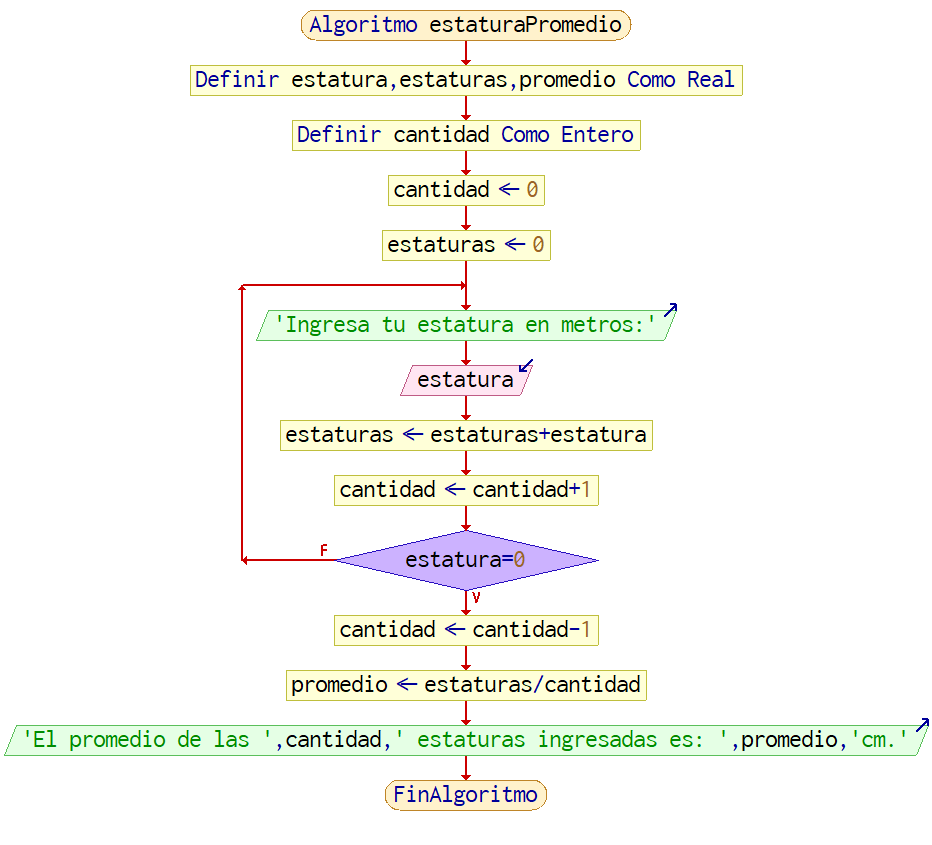 Algoritmo estaturaPromedio
Definir estatura,estaturas,promedio Como Real
Definir cantidad Como Entero
cantidad ← 0
estaturas ← 0
'Ingresa tu estatura en metros:'
estatura
estaturas ← estaturas+estatura
cantidad ← cantidad+1
estatura=0
F
V
cantidad ← cantidad-1
promedio ← estaturas/cantidad
'El promedio de las ',cantidad,' estaturas ingresadas es: ',promedio,'cm.'
FinAlgoritmo